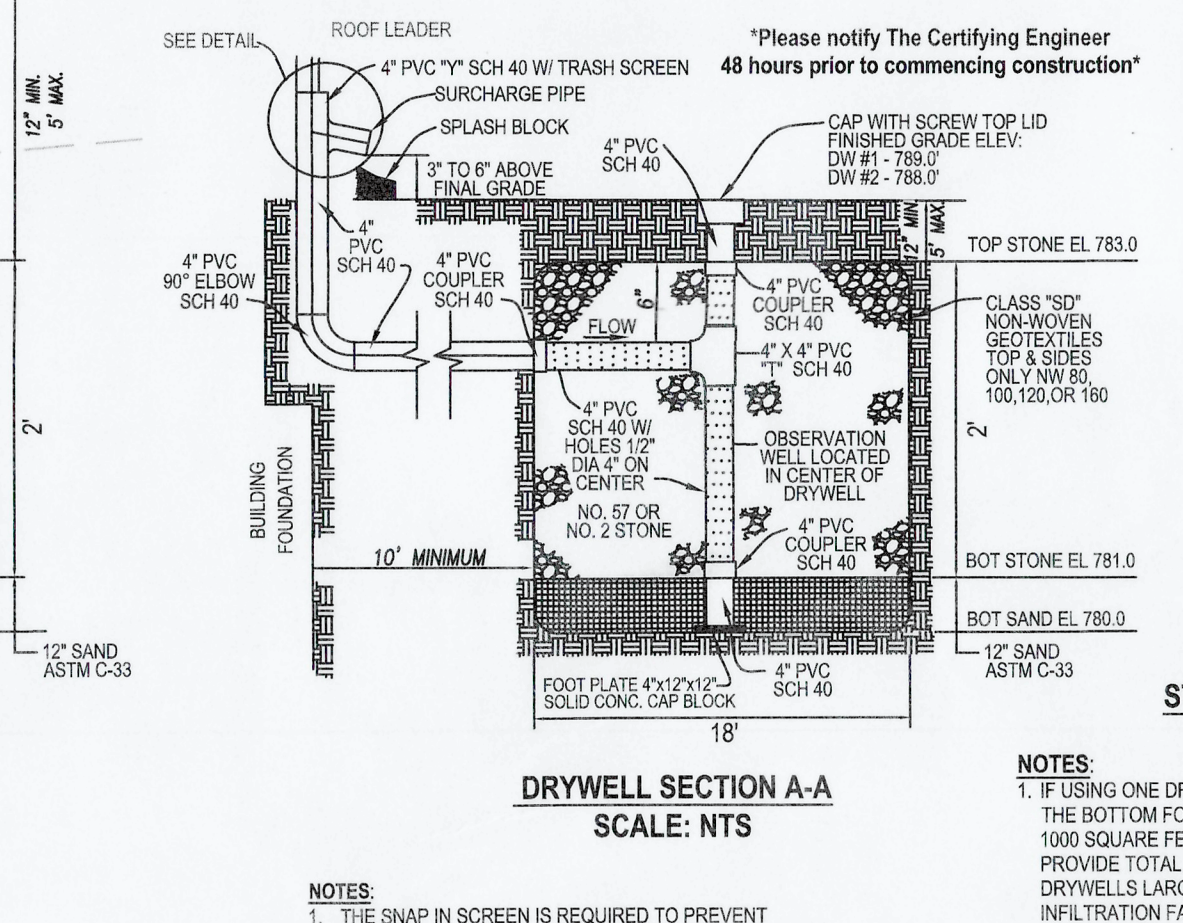 SEE DETAIL
ROOF LEADER
4" PVC "Y" SCH 40 W/ TRASH SCREEN
SURCHARGE PIPE
SPLASH BLOCK
3" TO 6" ABOVE
FINAL GRADE
*Please notify The Certifying Engineer
48 hours prior to commencing construction*
4" PVC
SCH 40
CAP WITH SCREW TOP LID
FINISHED GRADE ELEV:
DW #1 - 789.0'
DW #2 - 788.0'
12" MIN.
5' MAX.
12" MIN.
5' MAX.
TOP STONE EL 783.0
4"
PVC
SCH 40
4" PVC
90° ELBOW
SCH 40
4" PVC
COUPLER
SCH 40
6"
FLOW
4" PVC
COUPLER
SCH 40
4" X 4" PVC
"T" SCH 40
CLASS "SD"
NON-WOVEN
GEOTEXTILES
TOP & SIDES
ONLY NW 80,
100,120,OR 160
2'
2'
4" PVC
SCH 40 W/
HOLES 1/2"
DIA 4" ON
CENTER
NO. 57 OR
NO. 2 STONE
OBSERVATION
WELL LOCATED
IN CENTER OF
DRYWELL
4" PVC
COUPLER
SCH 40
BUILDING
FOUNDATION
10' MINIMUM
BOT STONE EL 781.0
BOT SAND EL 780.0
12" SAND
ASTM C-33
12" SAND
ASTM C-33
FOOT PLATE 4"x12"x12"
SOLID CONC. CAP BLOCK
4" PVC
SCH 40
18'
DRYWELL SECTION A-A
SCALE: NTS
NOTES:
1. THE SNAP IN SCREEN IS REQUIRED TO PREVENT
NOTES:
1. IF USING ONE
THE BOTTOM
1000 SQUARE
PROVIDE TOTAL
DRYWELLS
INFILTRATION